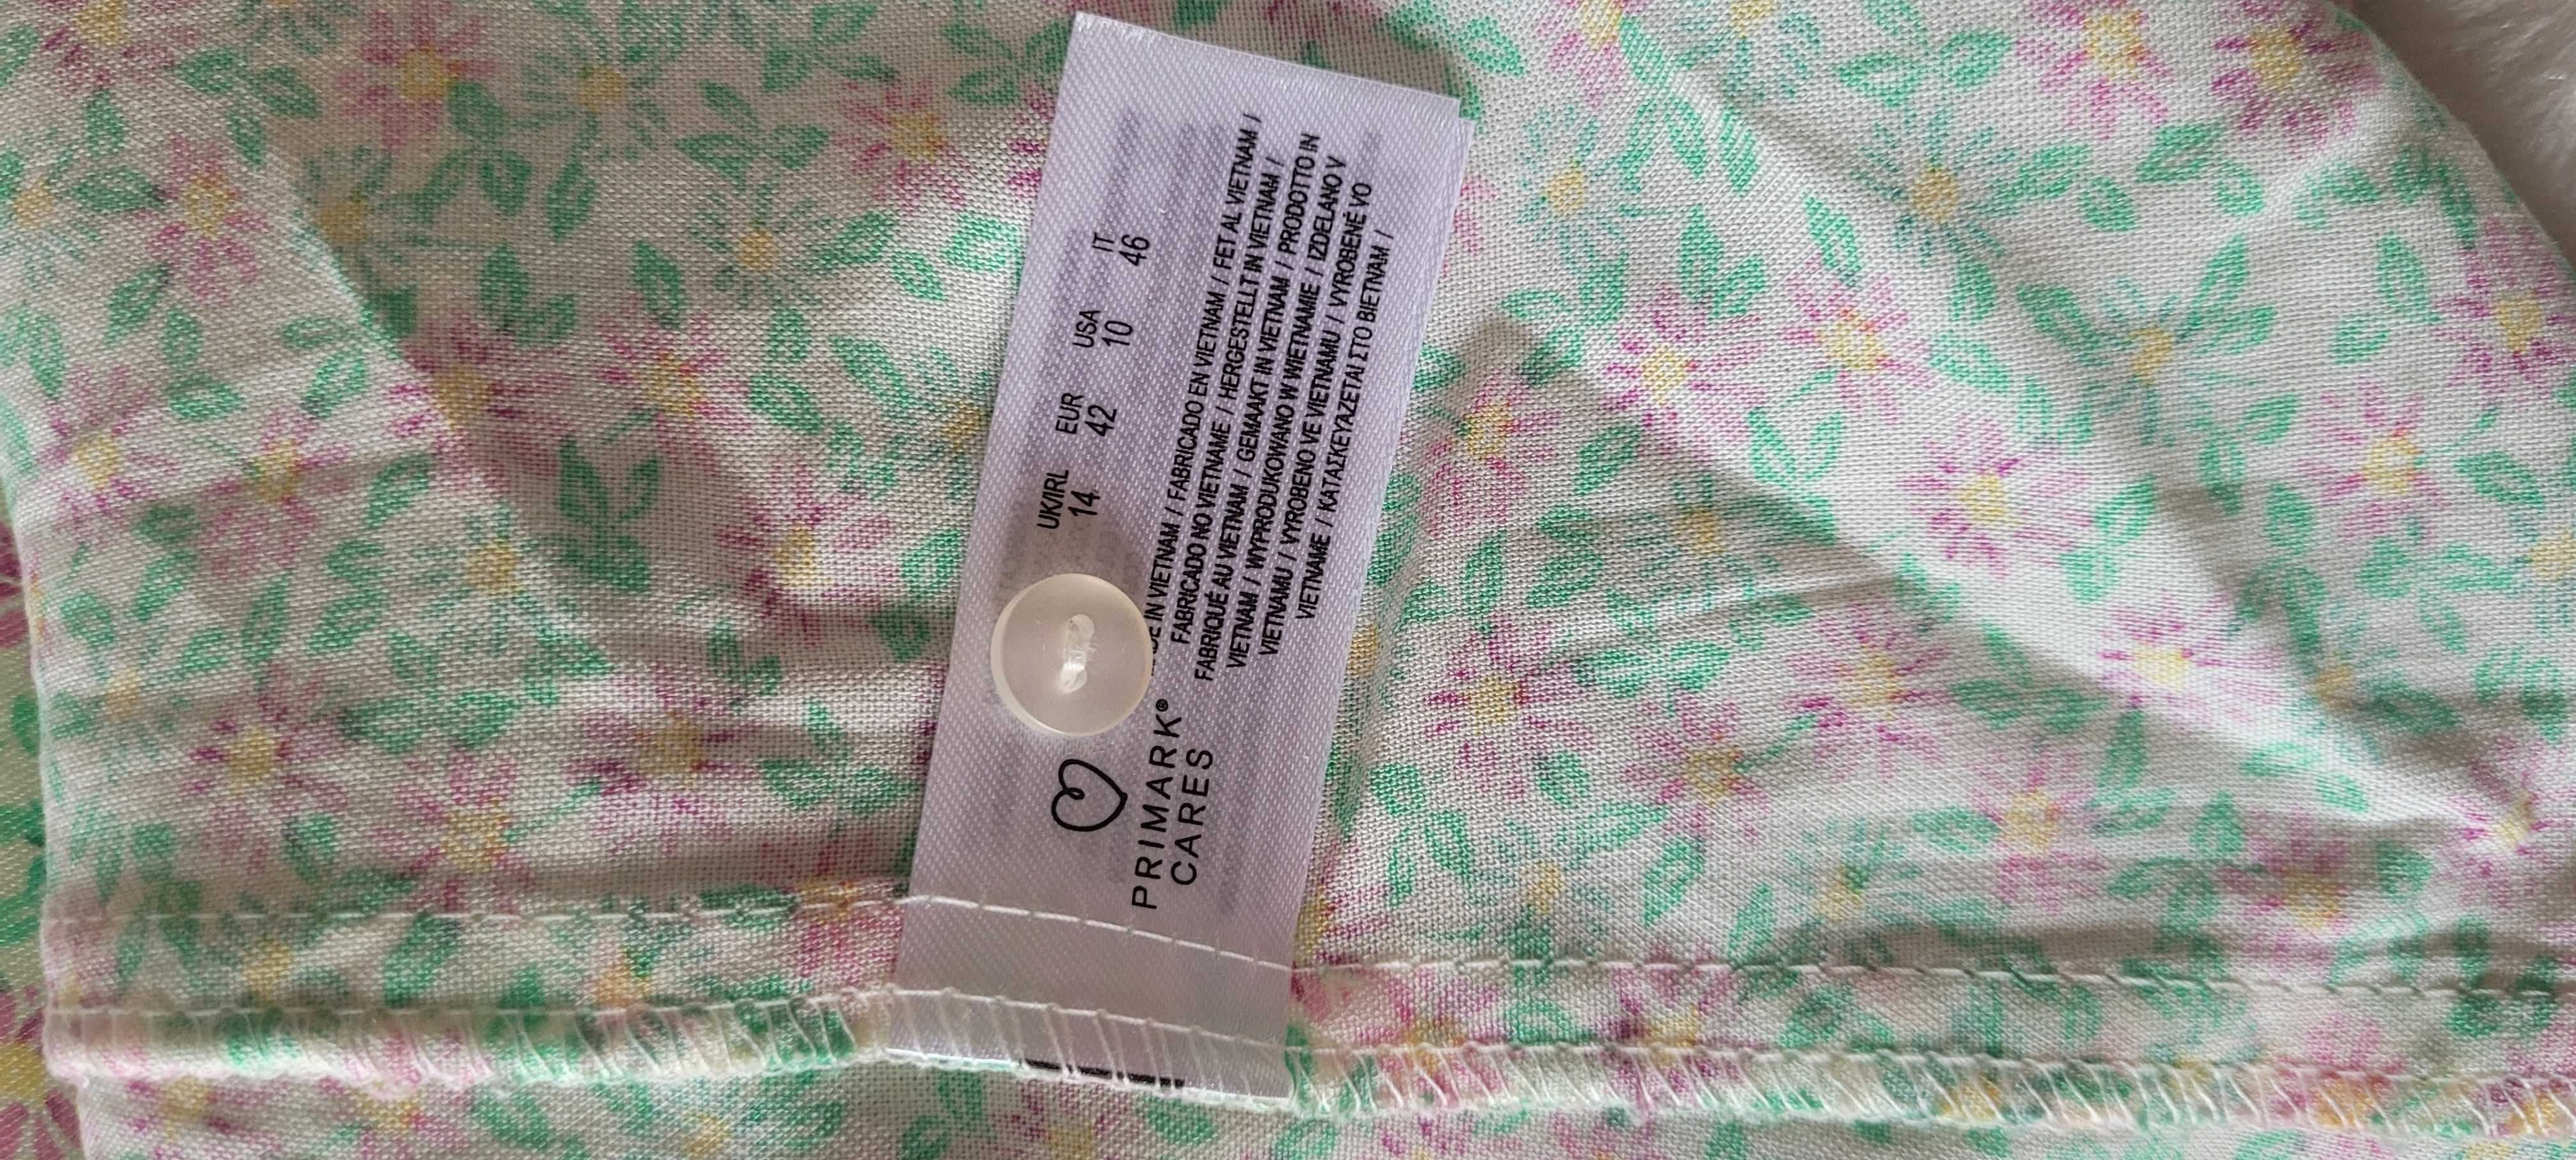 UK/IRL EUR USA IT
14 42 10 46
IN VIETNAM / FABRICADO EN VIETNAM / FET AL VIETNAM /
FABRICADO NO VIETNAME / HERGESTELLT IN VIETNAM /
FABRIQUÉ AU VIETNAM / GEMAAKT IN VIETNAM / PRODOTTO IN
VIETNAM / WYPRODUKOWANO W WIETNAMIE / IZDELANO V
VIETNAMU / VYROBENO VE VIETNAMU / VYROBENÉ VO
VIETNAME / ΚΑΤΑΣΚΕΥΑΖΕΤΑΙ ΣΤΟ ΒΙΕΤΝΑΜ /
PRIMARK®
CARES